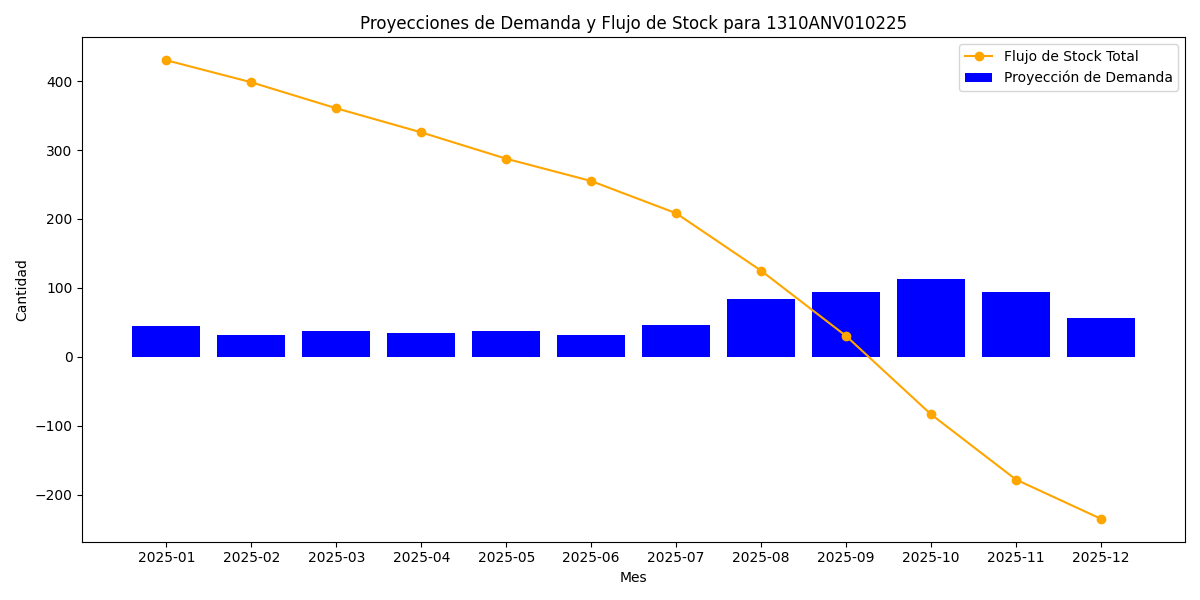 Proyecciones de Demanda y Flujo de Stock para 1310ANV010225
Flujo de Stock Total
Proyección de Demanda
Cantidad
400
300
200
100
0
−100
−200
2025-01 2025-02 2025-03 2025-04 2025-05 2025-06 2025-07 2025-08 2025-09 2025-10 2025-11 2025-12
Mes